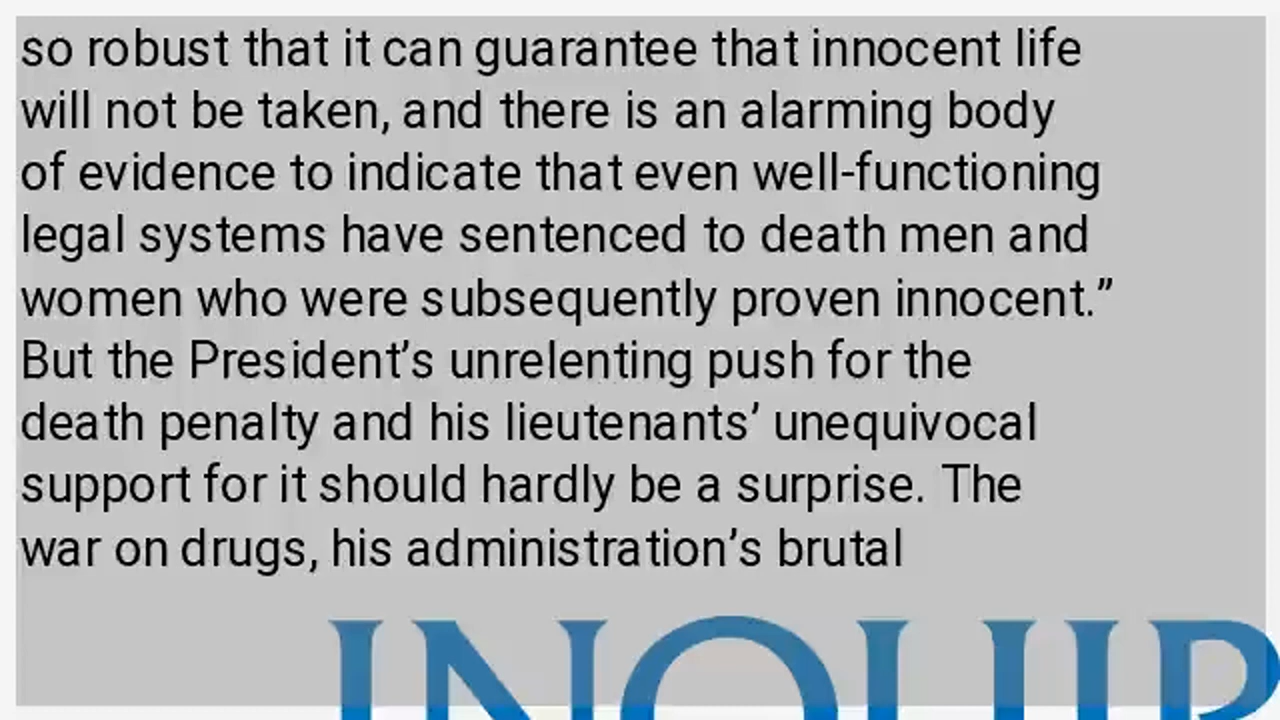 so robust that it can guarantee that innocent life
will not be taken, and there is an alarming body
of evidence to indicate that even well-functioning
legal systems have sentenced to death men and
women who were subsequently proven innocent.”
But the President’s unrelenting push for the
death penalty and his lieutenants’ unequivocal
support for it should hardly be a surprise. The
war on drugs, his administration’s brutal